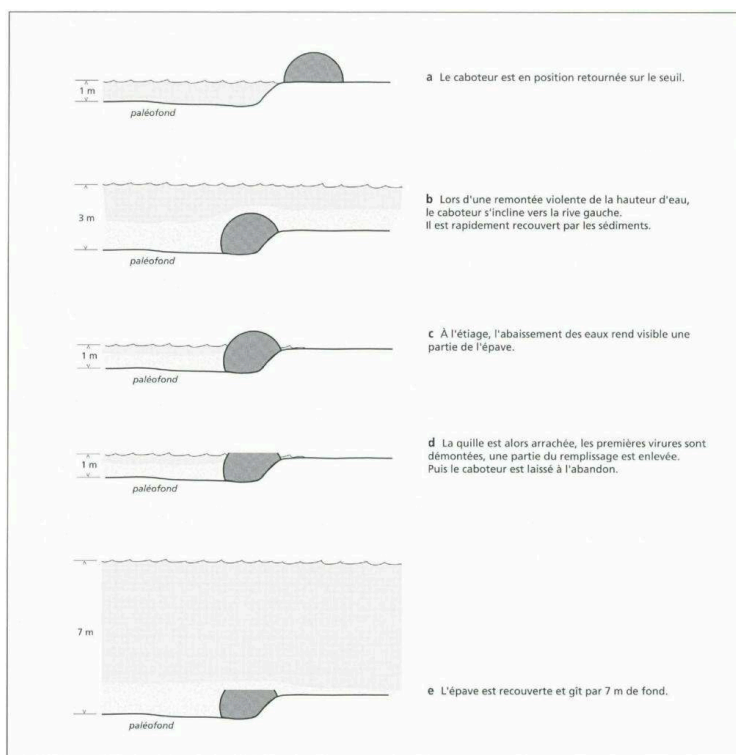 1 m
paléofond
a Le caboteur est en position retournée sur le seuil.
3 m
paléofond
b Lors d'une remontée violente de la hauteur d'eau,
le caboteur s'incline vers la rive gauche.
Il est rapidement recouvert par les sédiments.
1 m
paléofond
c À l'étiage, l'abaissement des eaux rend visible une
partie de l'épave.
1 m
paléofond
d La quille est alors arrachée, les premières virures sont
démontées, une partie du remplissage est enlevée.
Puis le caboteur est laissé à l'abandon.
7 m
paléofond
e L'épave est recouverte et gît par 7 m de fond.